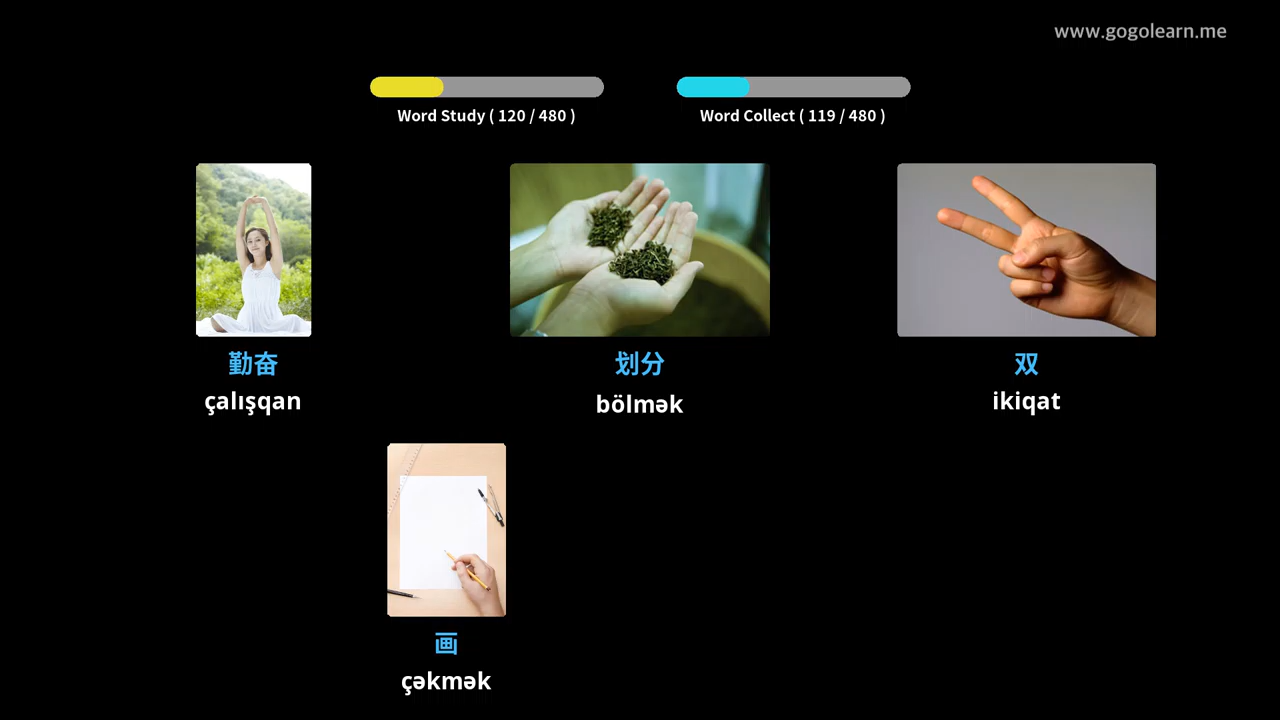 www.gogolearn.me
Word Study ( 120 / 480 )
Word Collect ( 119 / 480 )
勤奋
çalışqan
划分
bölmək
双
ikiqat
画
çəkmək